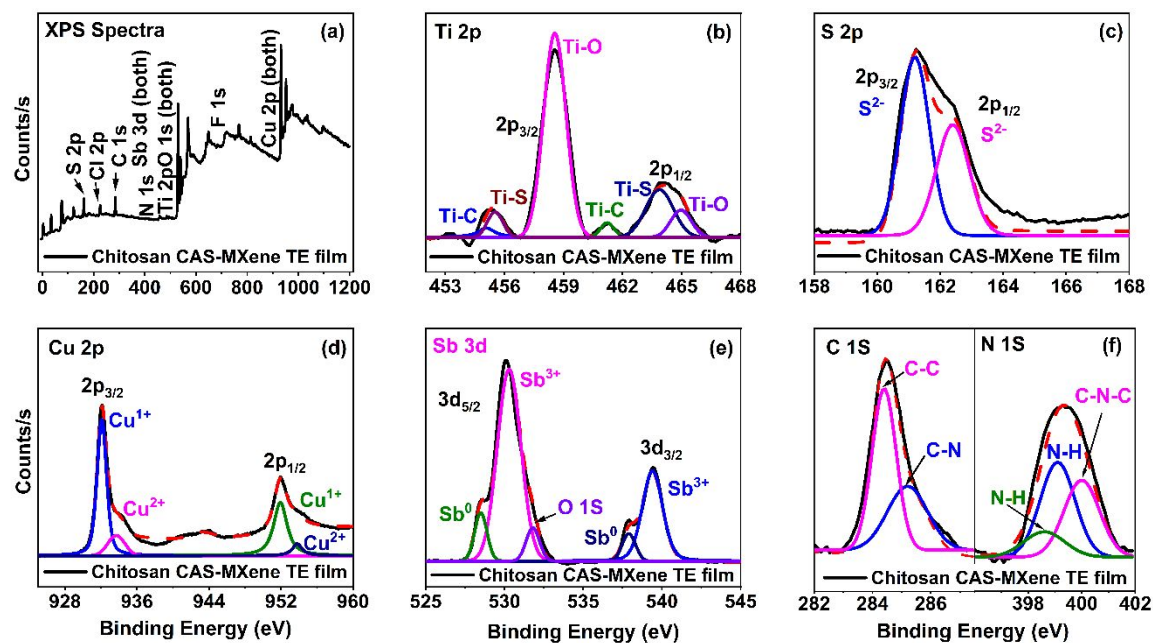 XPS Spectra
(a)
Counts/s
S 2p
Cl 2p
C 1s
N 1s
Sb 3d (both)
Ti 2pO 1s (both)
F 1s
Cu 2p (both)
Chitosan CAS-MXene TE film
0 200 400 600 800 1000 1200
Ti 2p
(b)
Ti-O
2p3/2
2p1/2
Ti-S
Ti-S
Ti-C
Ti-C
Ti-O
Chitosan CAS-MXene TE film
453 456 459 462 465 468
S 2p
(c)
2p3/2
S2-
2p1/2
S2-
Chitosan CAS-MXene TE film
158 160 162 164 166 168
Cu 2p
(d)
Counts/s
2p3/2
Cu1+
2p1/2
Cu1+
Cu2+
Cu2+
Chitosan CAS-MXene TE film
928 936 944 952 960
Binding Energy (eV)
Sb 3d
(e)
Sb3+
3d5/2
3d3/2
Sb3+
Sb0
O 1S
Sb0
Chitosan CAS-MXene TE film
525 530 535 540 545
Binding Energy (eV)
C 1S
N 1S
(f)
C-C
C-N-C
C-N
N-H
N-H
Chitosan CAS-MXene TE film
282 284 286 398 400 402
Binding Energy (eV)